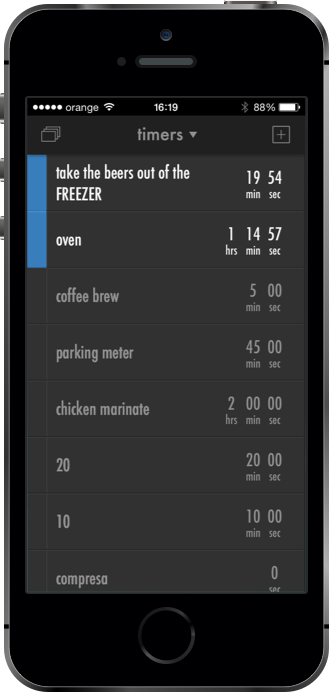 orange 16:19 88%
timers
take the beers out of the 19 54
FREEZER min sec
oven 1 14 57
hrs min sec
coffee brew 5 00
min sec
parking meter 45 00
min sec
chicken marinate 2 00 00
hrs min sec
20 20 00
min sec
10 10 00
min sec
compresa 0
sec